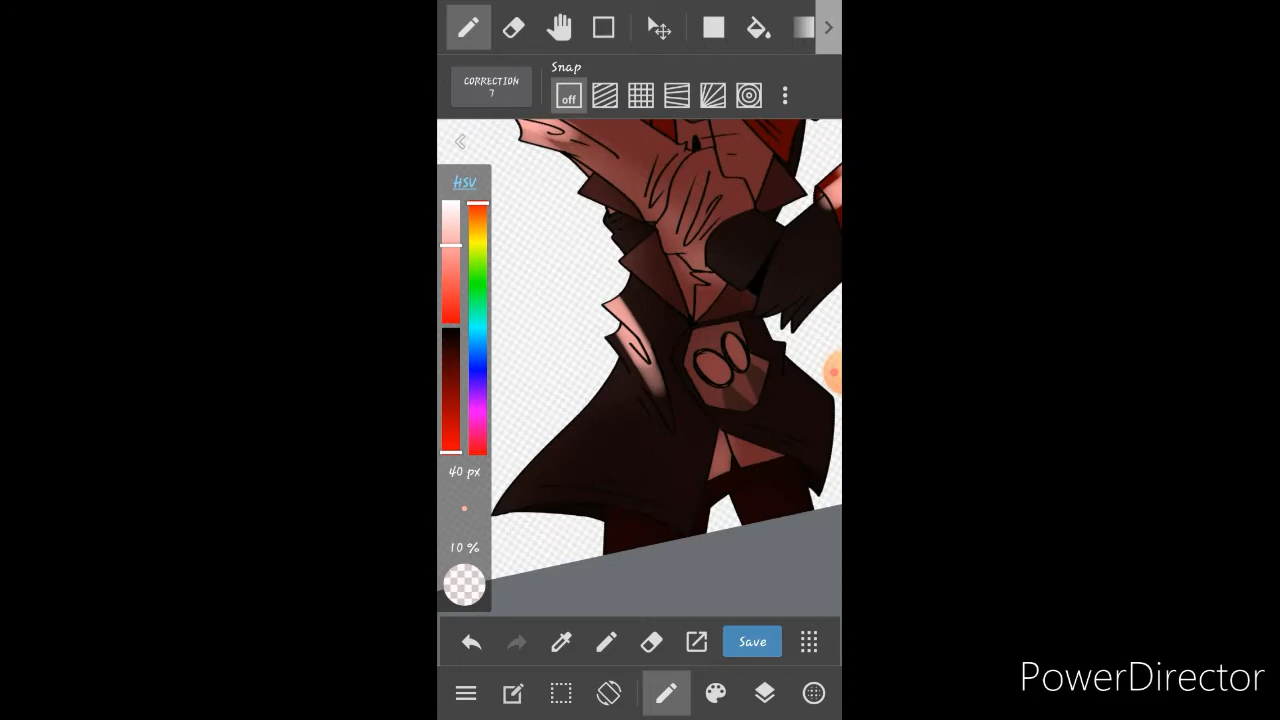 CORRECTION
7
Snap
off
HSV
40 px
10 %
Save
PowerDirector